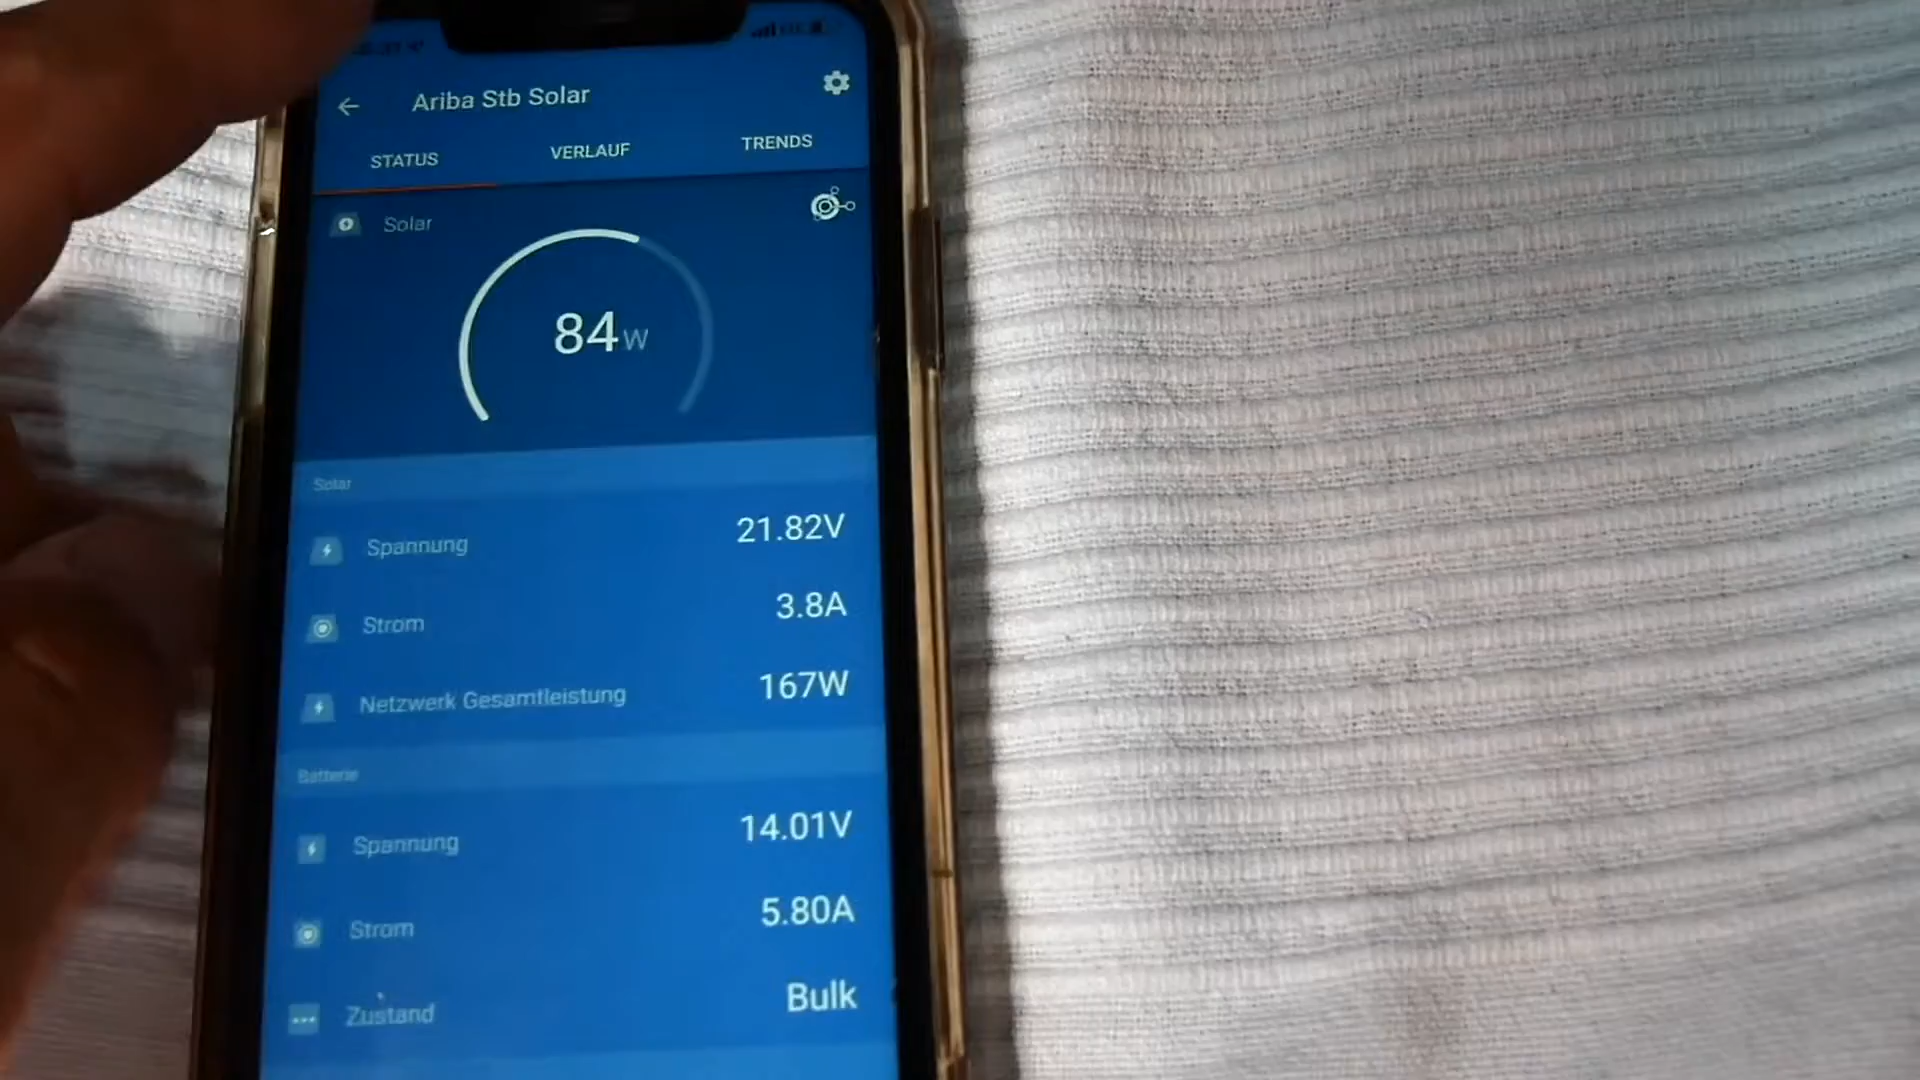 Ariba Stb Solar
STATUS VERLAUF TRENDS
Solar
84W
Solar
Spannung 21.82V
Strom 3.8A
Netzwerk Gesamtleistung 167W
Batterie
Spannung 14.01V
Strom 5.80A
Zustand Bulk